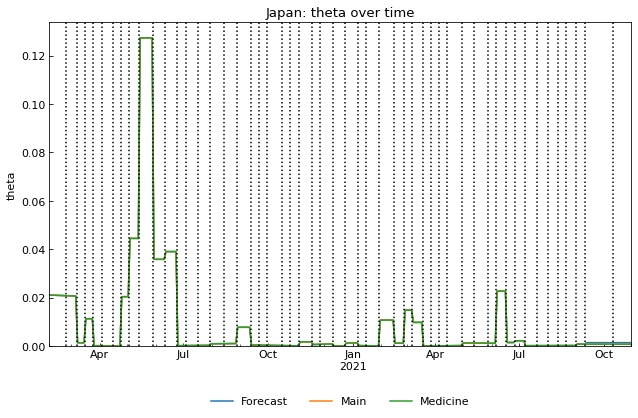 Japan: theta over time
theta
0.12
0.10
0.08
0.06
0.04
0.02
0.00
Apr Jul Oct Jan Apr Jul Oct
2021
Forecast Main Medicine